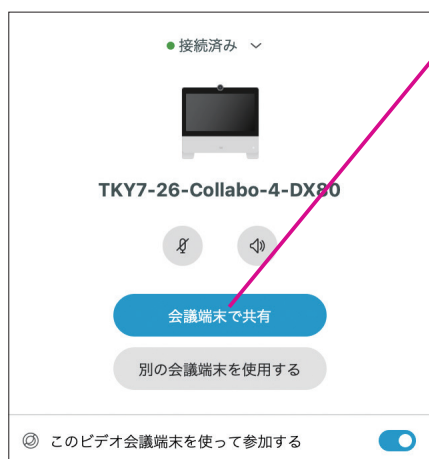 接続済み
TKY7-26-Collabo-4-DX80
会議端末で共有
別の会議端末を使用する
このビデオ会議端末を使って参加する